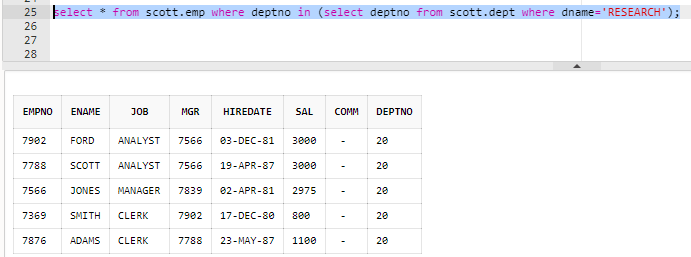 25 select * from scott.emp where deptno in (select deptno from scott.dept where dname='RESEARCH');
26
27
28
EMPNO ENAME JOB MGR HIREDATE SAL COMM DEPTNO
7902 FORD ANALYST 7566 03-DEC-81 3000 - 20
7788 SCOTT ANALYST 7566 19-APR-87 3000 - 20
7566 JONES MANAGER 7839 02-APR-81 2975 - 20
7369 SMITH CLERK 7902 17-DEC-80 800 - 20
7876 ADAMS CLERK 7788 23-MAY-87 1100 - 20